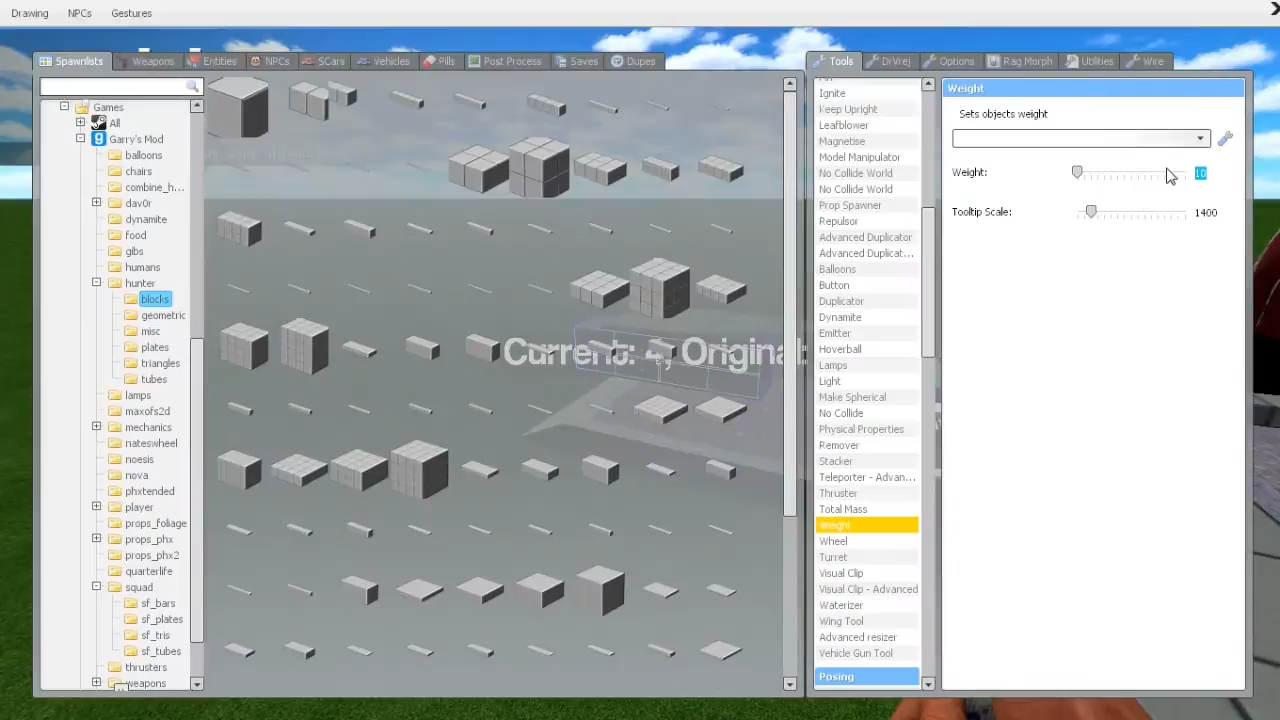 Drawing NPCs Gestures
Spawnlists Weapons Entities NPCs SCars Vehicles Pills Post Process Saves Dupes
Games
All
Garry's Mod
balloons
chairs
combine_h...
dav0r
dynamite
food
gibs
humans
hunter
blocks
geometric
misc
plates
triangles
tubes
lamps
maxofs2d
mechanics
nateswheel
noesis
nova
phxtended
player
props_foliage
props_phx
props_phx2
quarterlife
squad
sf_bars
sf_plates
sf_tris
sf_tubes
thrusters
weapons
Current: 4, Original:
Tools DrVrej Options Rag Morph Utilities Wire
Ignite
Keep Upright
Leafblower
Magnetise
Model Manipulator
No Collide World
No Collide World
Prop Spawner
Repulsor
Advanced Duplicator
Advanced Duplicat...
Balloons
Button
Duplicator
Dynamite
Emitter
Hoverball
Lamps
Light
Make Spherical
No Collide
Physical Properties
Remover
Stacker
Teleporter - Advan...
Thruster
Total Mass
Weight
Wheel
Turret
Visual Clip
Visual Clip - Advanced
Waterizer
Wing Tool
Advanced resizer
Vehicle Gun Tool
Posing
Weight
Sets objects weight
Weight: 10
Tooltip Scale: 1400